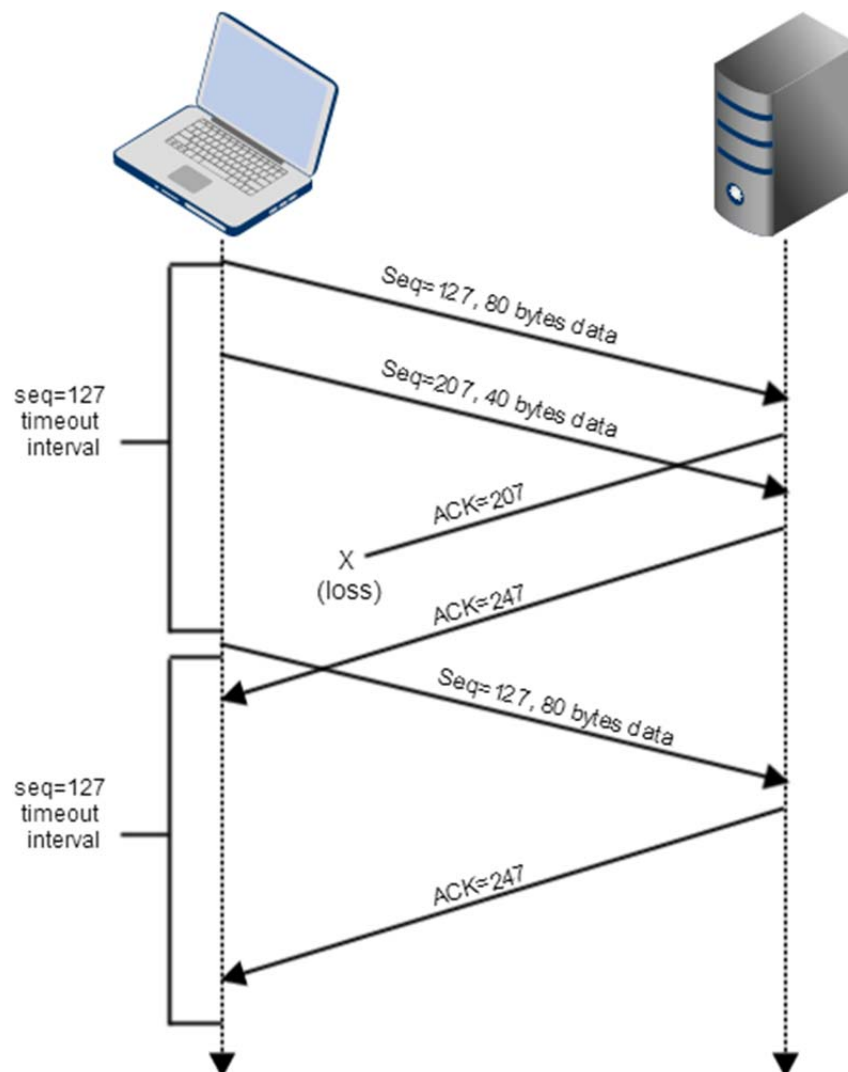 Seq=127, 80 bytes data
Seq=207, 40 bytes data
seq=127
timeout
interval
ACK=207
X
(loss)
ACK=247
Seq=127, 80 bytes data
seq=127
timeout
interval
ACK=247